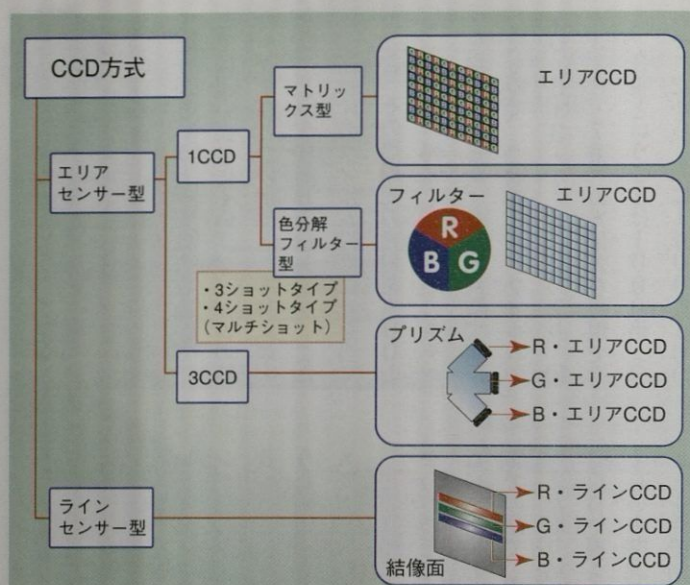 CCD方式
エリア
センサー型
1CCD
マトリッ
クス型
エリアCCD
色分解
フィルター
型
フィルター
エリアCCD
R
B
G
・3ショットタイプ
・4ショットタイプ
(マルチショット)
3CCD
プリズム
R・エリアCCD
G・エリアCCD
B・エリアCCD
ライン
センサー型
R・ラインCCD
G・ラインCCD
B・ラインCCD
結像面